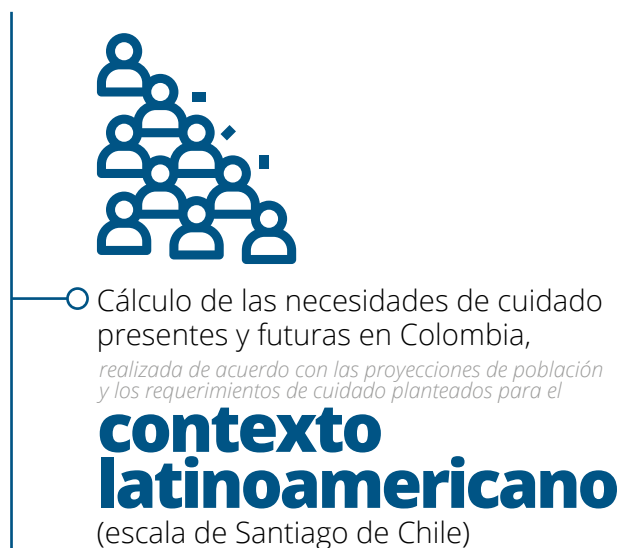 Cálculo de las necesidades de cuidado
presentes y futuras en Colombia,
realizada de acuerdo con las proyecciones de población
y los requerimientos de cuidado planteados para el
contexto
latinoamericano
(escala de Santiago de Chile)